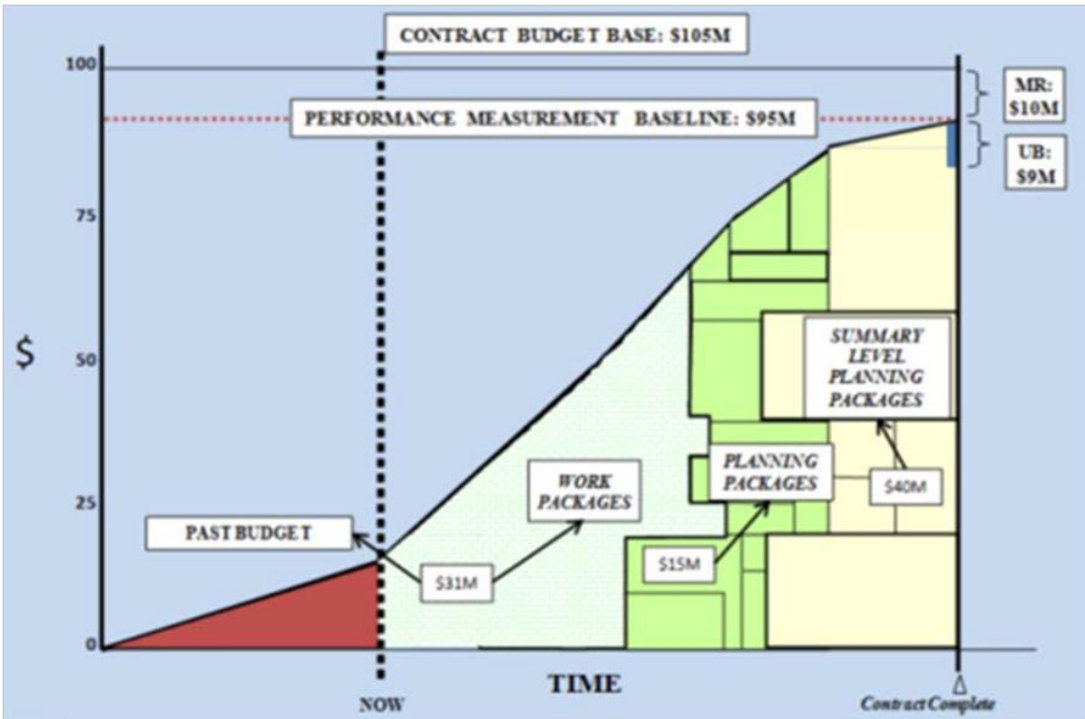 CONTRACT BUDGET BASE: $105M
100
MR:
$10M
PERFORMANCE MEASUREMENT BASELINE: $95M
UB:
$9M
75
$
50
SUMMARY
LEVEL
PLANNING
PACKAGES
25
WORK
PACKAGES
PLANNING
PACKAGES
$40M
PAST BUDGET
$31M
$15M
0
TIME
NOW
Contract Complete